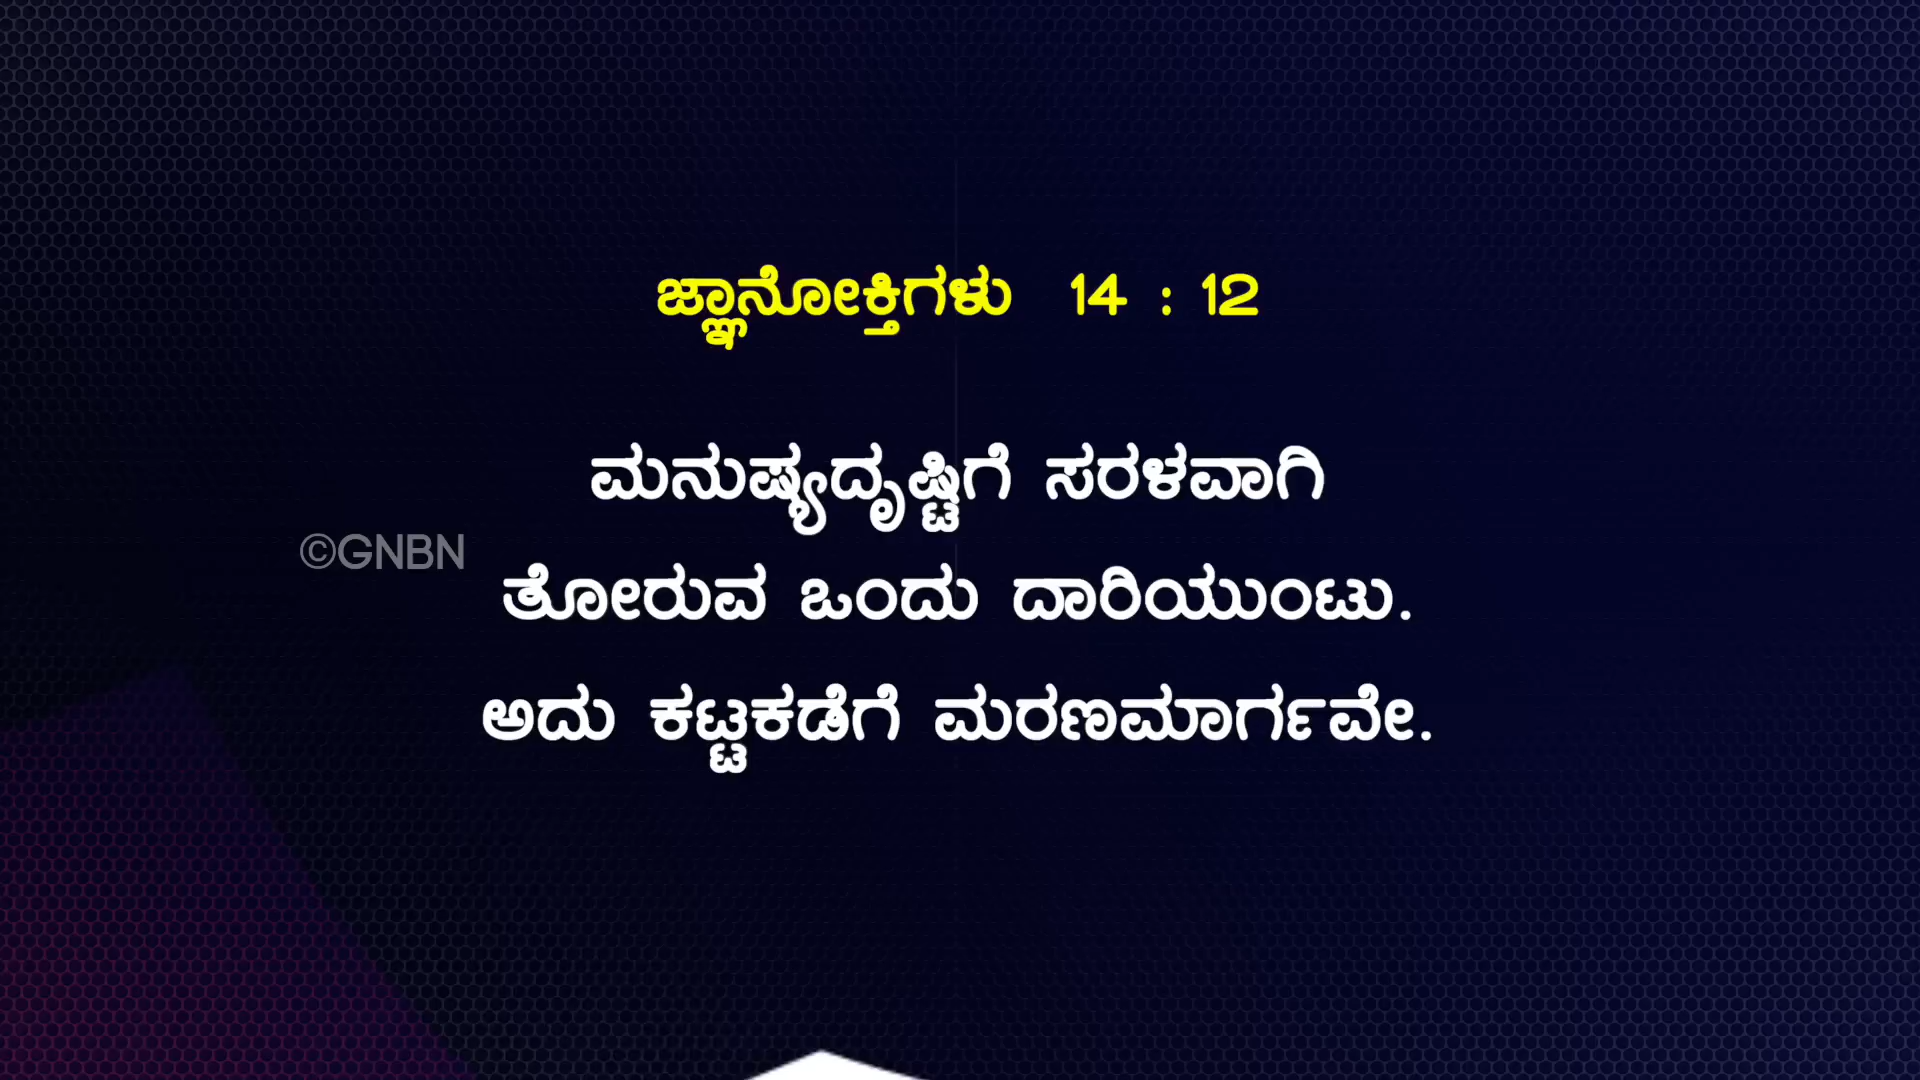 ಜ್ಞಾನೋಕ್ತಿಗಳು 14 : 12
ಮನುಷ್ಯದೃಷ್ಟಿಗೆ ಸರಳವಾಗಿ
©GNBN
ತೋರುವ ಒಂದು ದಾರಿಯುಂಟು.
ಅದು ಕಟ್ಟಕಡೆಗೆ ಮರಣಮಾರ್ಗವೇ.